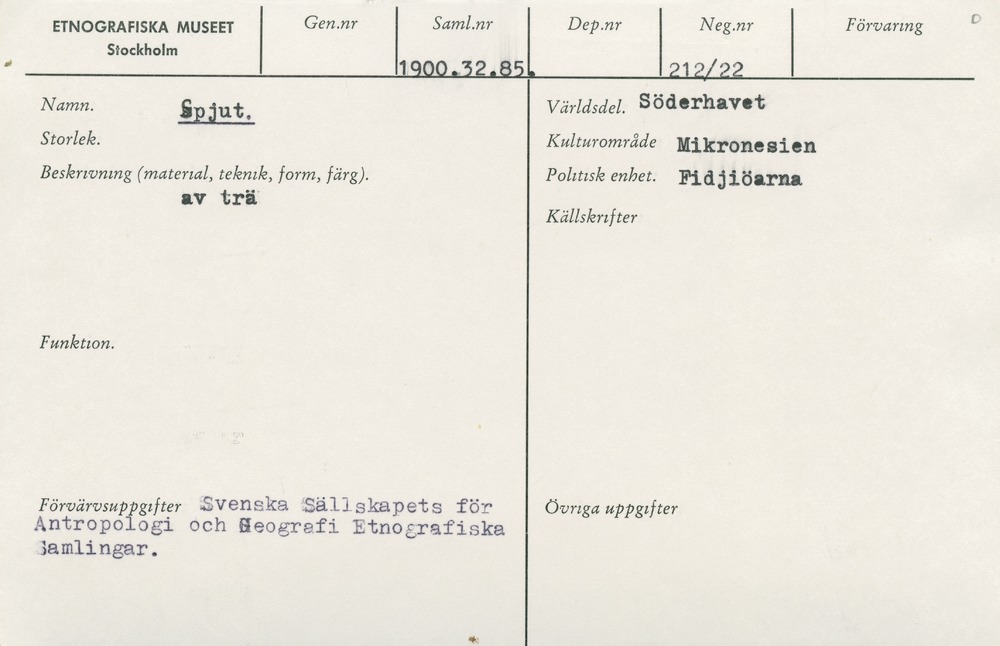 ETNOGRAFISKA MUSEET
Stockholm
Gen.nr
Saml.nr
1900.32.85.
Dep.nr
Neg.nr
212/22
Förvaring
D
Namn. Spjut.
Storlek.
Beskrivning (material, teknik, form, färg).
av trä
Funktion.
Förvärvsuppgifter Svenska Sällskapets för
Antropologi och Geografi Etnografiska
Samlingar.
Världsdel. Söderhavet
Kulturområde Mikronesien
Politisk enhet. Fidjiöarna
Källskrifter
Övriga uppgifter